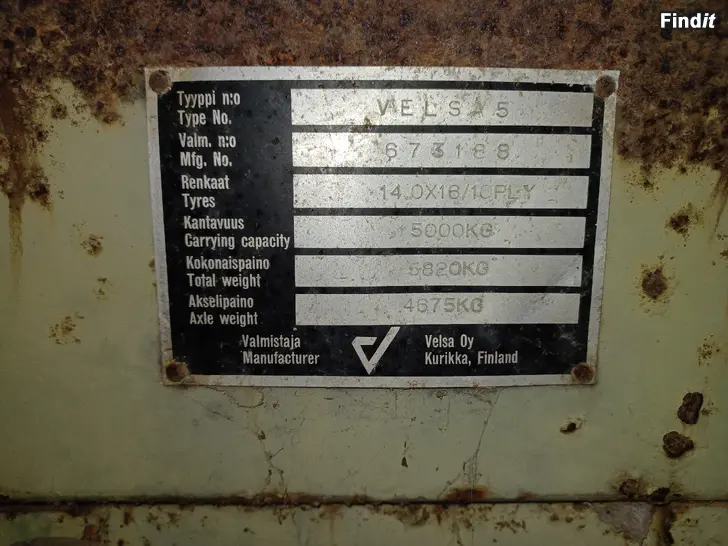 Findit
Tyyppi n:o
Type No.
VELSA 5
Valm. n:o
Mfg. No.
673188
Renkaat
Tyres
14.0X16/10PLY
Kantavuus
Carrying capacity
5000KG
Kokonaispaino
Total weight
6820KG
Akselipaino
Axle weight
4675KG
Valmistaja
Manufacturer
Velsa Oy
Kurikka, Finland